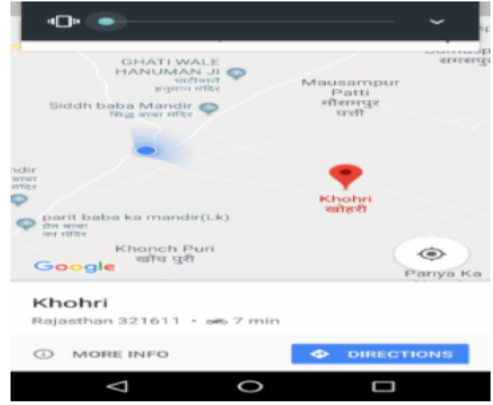 GHATI WALE
HANUMAN JI
घाटीवाले
हनुमान मंदिर
Mausampur
Patti
मौसमपुर
पत्ती
Siddh baba Mandir
सिद्ध बाबा मंदिर
Khohri
खोहरी
parit baba ka mandir(Lk)
प्रेत बाबा
का मंदिर
Khonch Puri
खोंच पुरी
Google
Panya Ka
Khohri
Rajasthan 321611 • 7 min
MORE INFO
DIRECTIONS